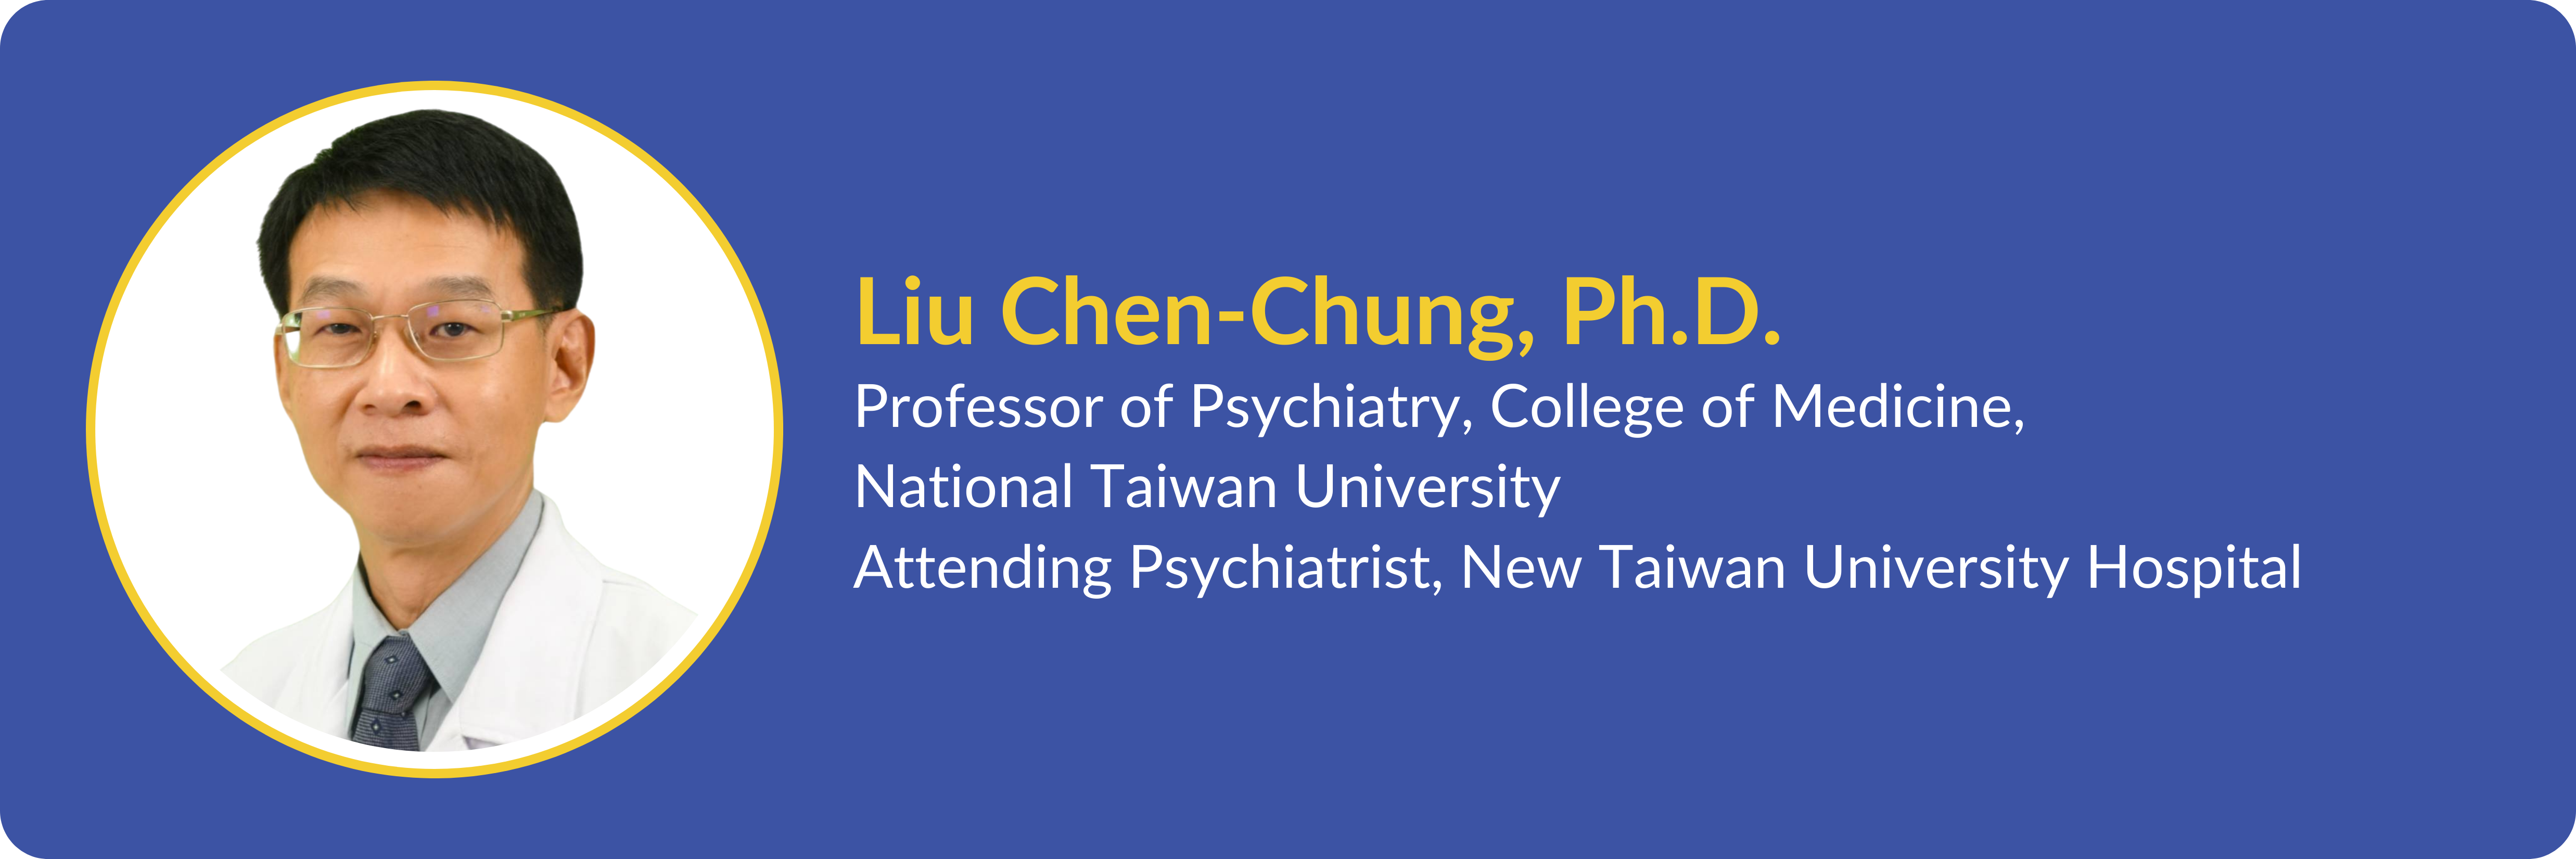 Liu Chen-Chung, Ph.D.
Professor of Psychiatry, College of Medicine,
National Taiwan University
Attending Psychiatrist, New Taiwan University Hospital